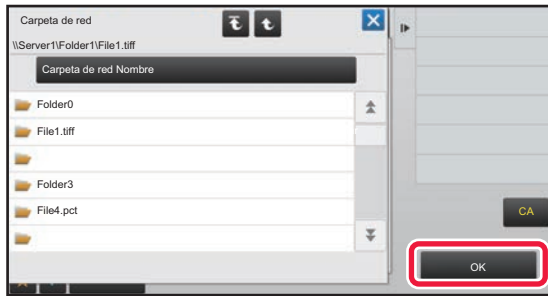 Carpeta de red
\\Server1\Folder1\File1.tiff
Carpeta de red Nombre
Folder0
File1.tiff
Folder3
File4.pct
CA
OK